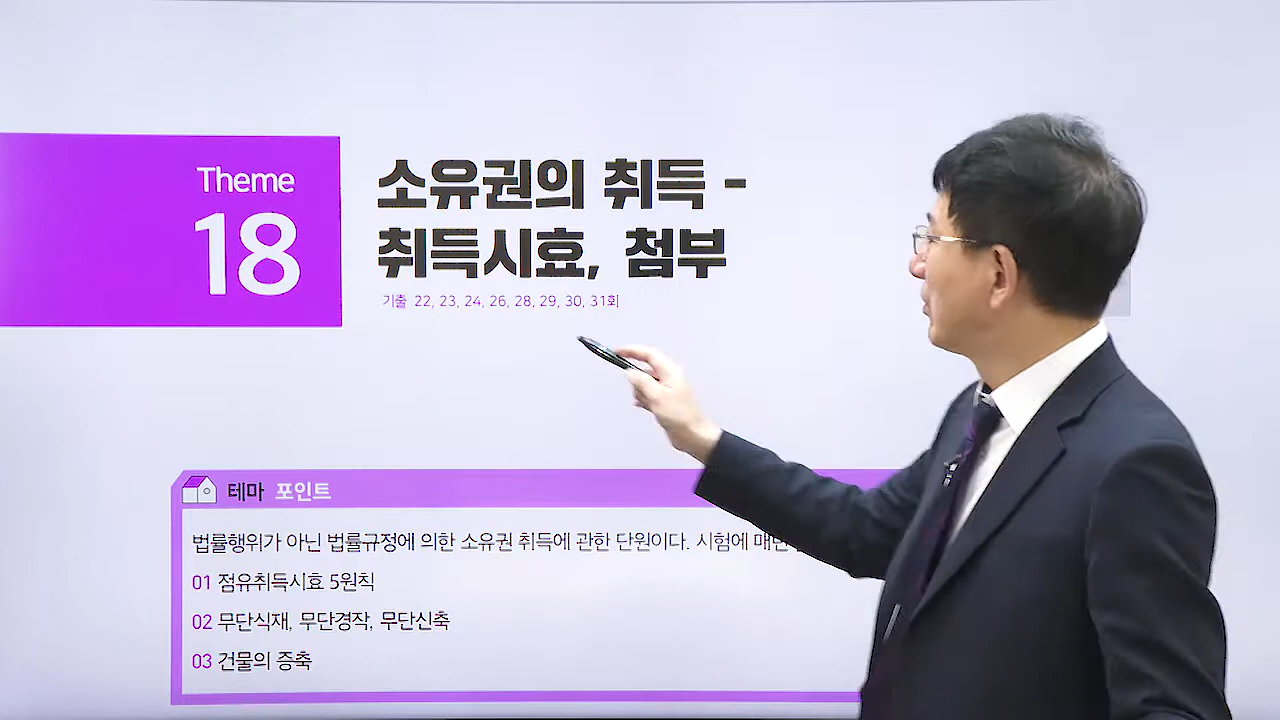 Theme
18
소유권의 취득 -
취득시효, 첨부
기출 22, 23, 24, 26, 28, 29, 30, 31회
테마 포인트
법률행위가 아닌 법률규정에 의한 소유권 취득에 관한 단원이다. 시험에
01 점유취득시효 5원칙
02 무단식재, 무단경작, 무단신축
03 건물의 증축